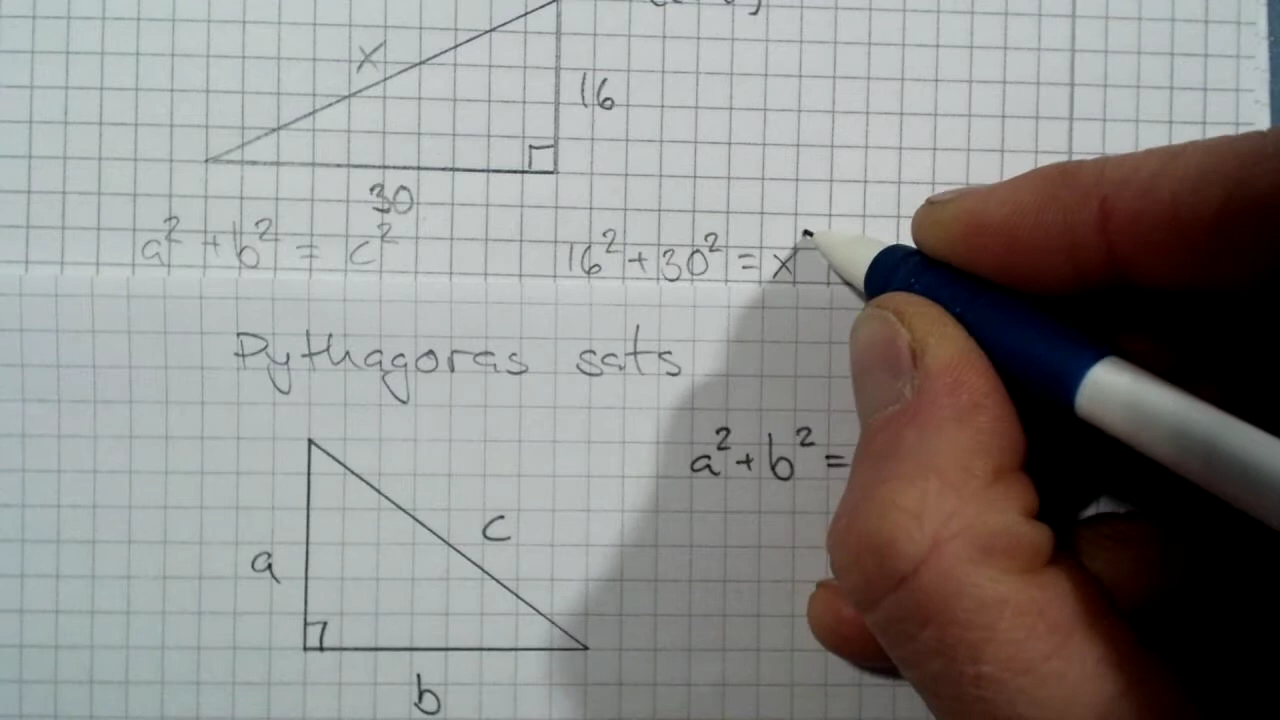 x
16
30
a² + b² = c²
16² + 30² = x
Pythagoras sats
a² + b² =
c
a
b